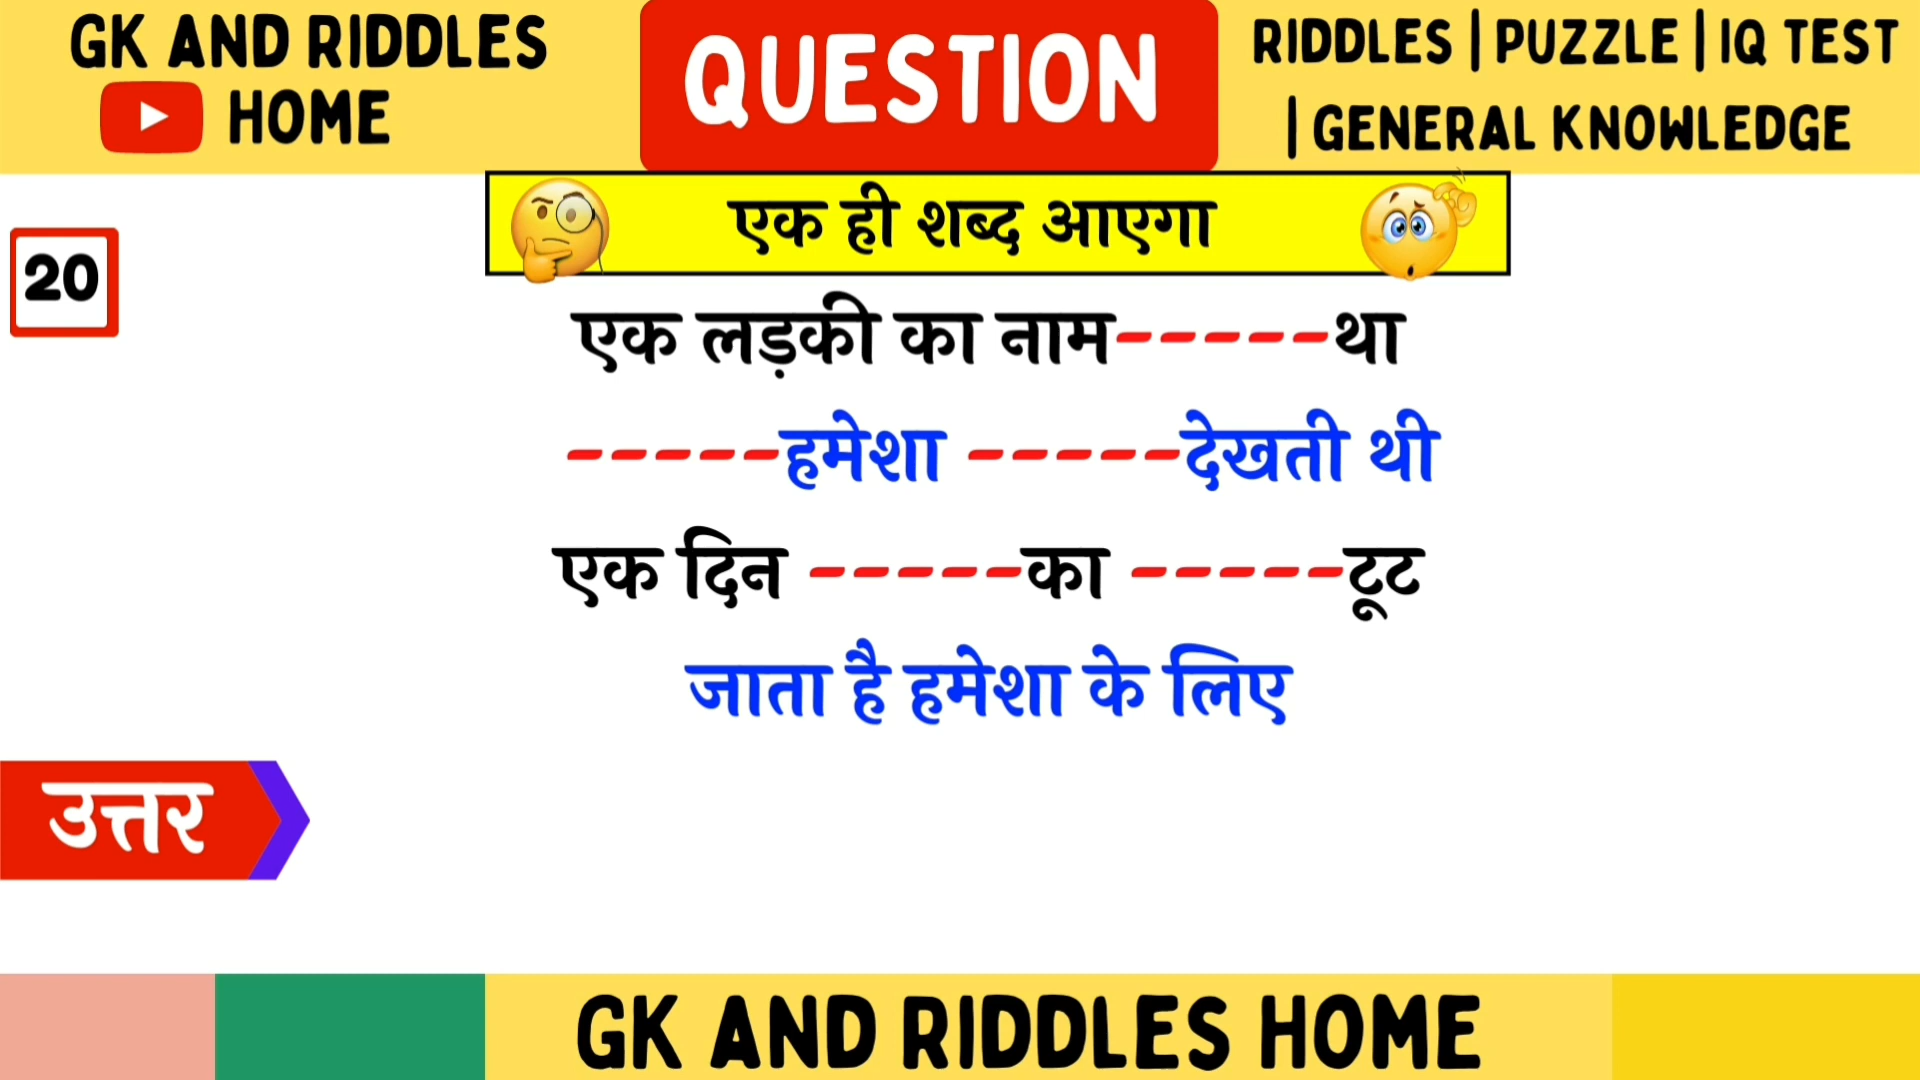 GK AND RIDDLES
HOME
QUESTION
RIDDLES | PUZZLE | IQ TEST
| GENERAL KNOWLEDGE
एक ही शब्द आएगा
20
एक लड़की का नाम-----था
-----हमेशा -----देखती थी
एक दिन -----का -----टूट
जाता है हमेशा के लिए
उत्तर
GK AND RIDDLES HOME